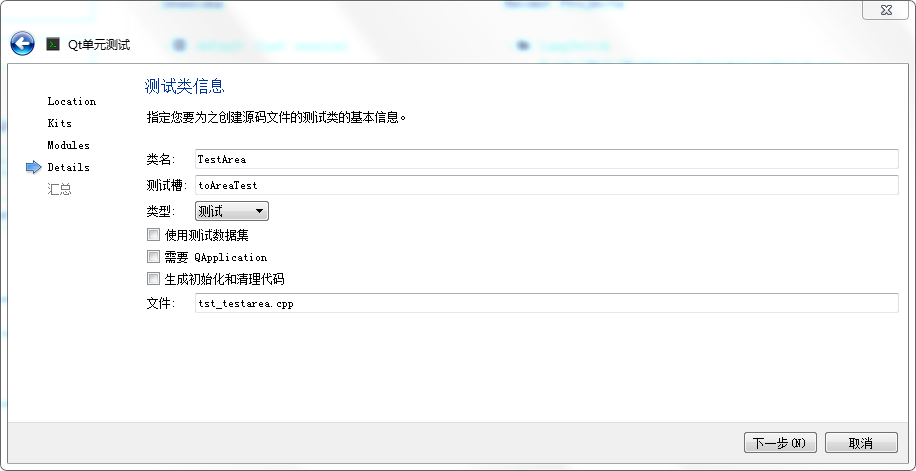 Qt单元测试
测试类信息
Location
Kits
Modules
Details
汇总
指定您要为之创建源码文件的测试类的基本信息。
类名: TestArea
测试槽: toAreaTest
类型: 测试
使用测试数据集
需要 QApplication
生成初始化和清理代码
文件: tst_testarea.cpp
下一步(N) 取消